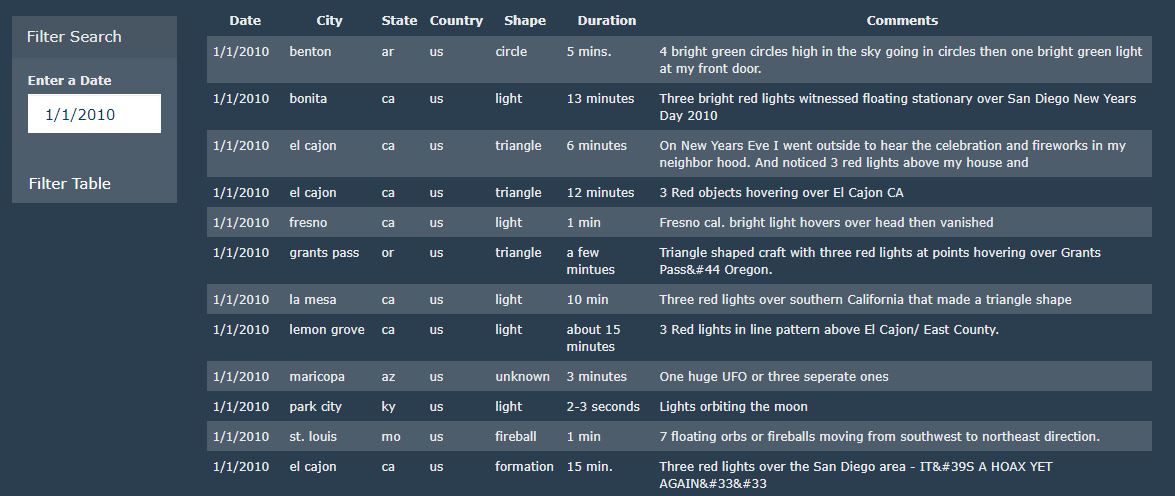 Filter Search
Enter a Date
1/1/2010
Filter Table
Date City State Country Shape Duration Comments
1/1/2010 benton ar us circle 5 mins. 4 bright green circles high in the sky going in circles then one bright green light
at my front door.
1/1/2010 bonita ca us light 13 minutes Three bright red lights witnessed floating stationary over San Diego New Years
Day 2010
1/1/2010 el cajon ca us triangle 6 minutes On New Years Eve I went outside to hear the celebration and fireworks in my
neighbor hood. And noticed 3 red lights above my house and
1/1/2010 el cajon ca us triangle 12 minutes 3 Red objects hovering over El Cajon CA
1/1/2010 fresno ca us light 1 min Fresno cal. bright light hovers over head then vanished
1/1/2010 grants pass or us triangle a few Triangle shaped craft with three red lights at points hovering over Grants
mintues Pass&#44 Oregon.
1/1/2010 la mesa ca us light 10 min Three red lights over southern California that made a triangle shape
1/1/2010 lemon grove ca us light about 15 3 Red lights in line pattern above El Cajon/ East County.
minutes
1/1/2010 maricopa az us unknown 3 minutes One huge UFO or three seperate ones
1/1/2010 park city ky us light 2-3 seconds Lights orbiting the moon
1/1/2010 st. louis mo us fireball 1 min 7 floating orbs or fireballs moving from southwest to northeast direction.
1/1/2010 el cajon ca us formation 15 min. Three red lights over the San Diego area - IT&#39S A HOAX YET
AGAIN&#33&#33